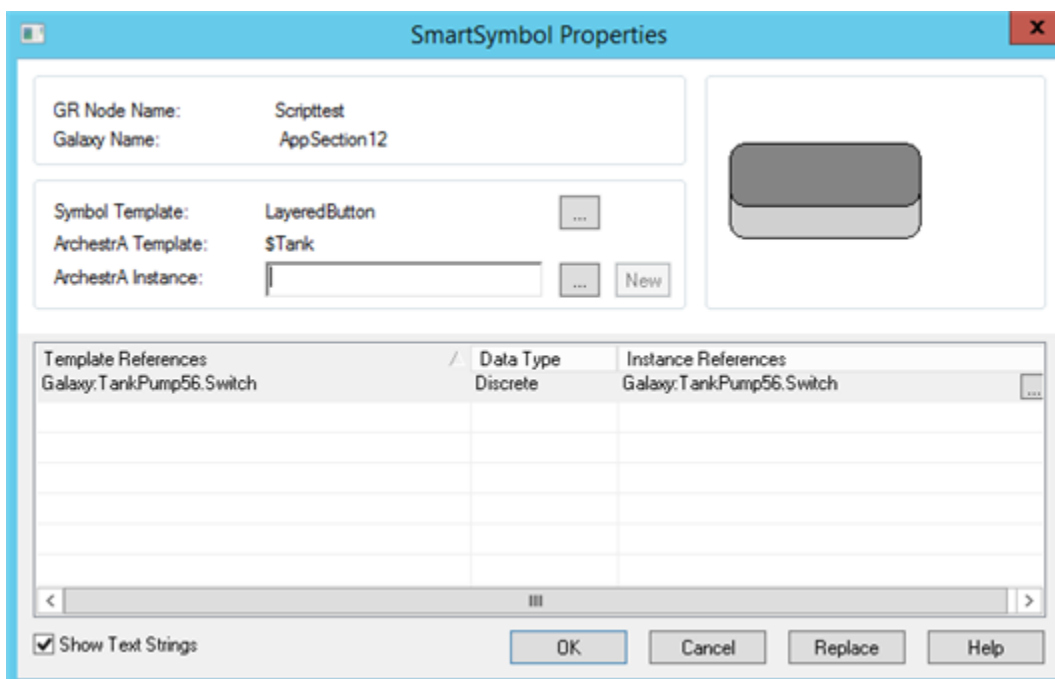 SmartSymbol Properties
x
GR Node Name: Scripttest
Galaxy Name: AppSection12
Symbol Template: LayeredButton ...
ArchestrA Template: $Tank
ArchestrA Instance: ... New
Template References Data Type Instance References
Galaxy:TankPump56.Switch Discrete Galaxy:TankPump56.Switch ...
Show Text Strings OK Cancel Replace Help